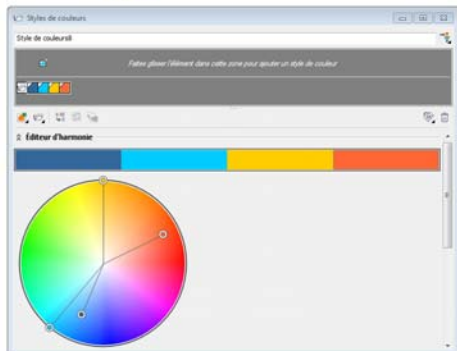 Styles de couleurs
Style de couleurs8
Faites glisser l'élément dans cette zone pour ajouter un style de couleur
Éditeur d'harmonie